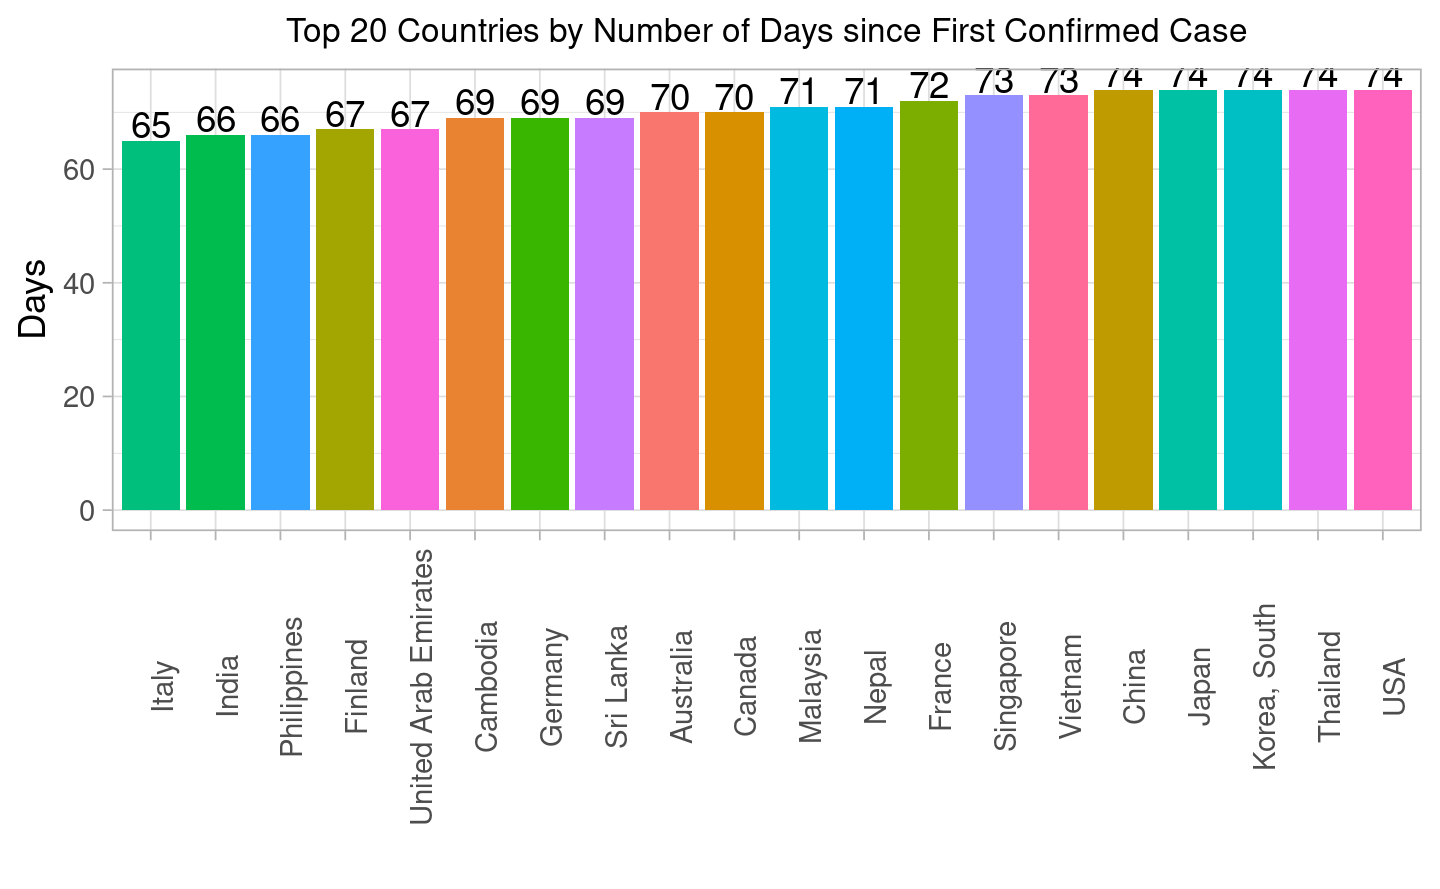 Top 20 Countries by Number of Days since First Confirmed Case
65 66 66 67 67 69 69 69 70 70 71 71 72 73 73 74 74 74 74 74
60
40
20
0
Days
Italy
India
Philippines
Finland
United Arab Emirates
Cambodia
Germany
Sri Lanka
Australia
Canada
Malaysia
Nepal
France
Singapore
Vietnam
China
Japan
Korea, South
Thailand
USA